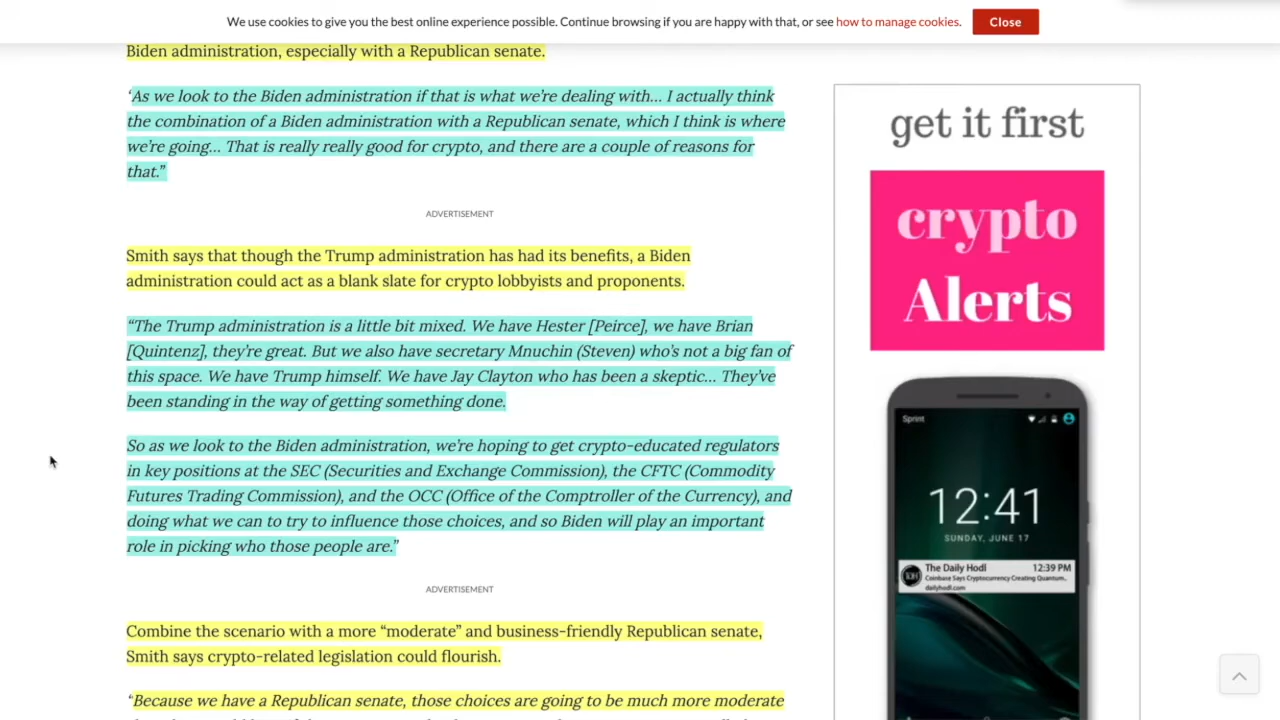 We use cookies to give you the best online experience possible. Continue browsing if you are happy with that, or see how to manage cookies. Close
Biden administration, especially with a Republican senate.
‘As we look to the Biden administration if that is what we’re dealing with… I actually think
the combination of a Biden administration with a Republican senate, which I think is where
we’re going… That is really really good for crypto, and there are a couple of reasons for
that.”
ADVERTISEMENT
Smith says that though the Trump administration has had its benefits, a Biden
administration could act as a blank slate for crypto lobbyists and proponents.
“The Trump administration is a little bit mixed. We have Hester [Peirce], we have Brian
[Quintenz], they’re great. But we also have secretary Mnuchin (Steven) who’s not a big fan of
this space. We have Trump himself. We have Jay Clayton who has been a skeptic… They’ve
been standing in the way of getting something done.
So as we look to the Biden administration, we’re hoping to get crypto-educated regulators
in key positions at the SEC (Securities and Exchange Commission), the CFTC (Commodity
Futures Trading Commission), and the OCC (Office of the Comptroller of the Currency), and
doing what we can to try to influence those choices, and so Biden will play an important
role in picking who those people are.”
ADVERTISEMENT
Combine the scenario with a more “moderate” and business-friendly Republican senate,
Smith says crypto-related legislation could flourish.
“Because we have a Republican senate, those choices are going to be much more moderate
get it first
crypto
Alerts
Sprint
12:41
SUNDAY, JUNE 17
The Daily Hodl 12:39 PM
Coinbase Says Cryptocurrency Creating Quantum..
dailyhodl.com